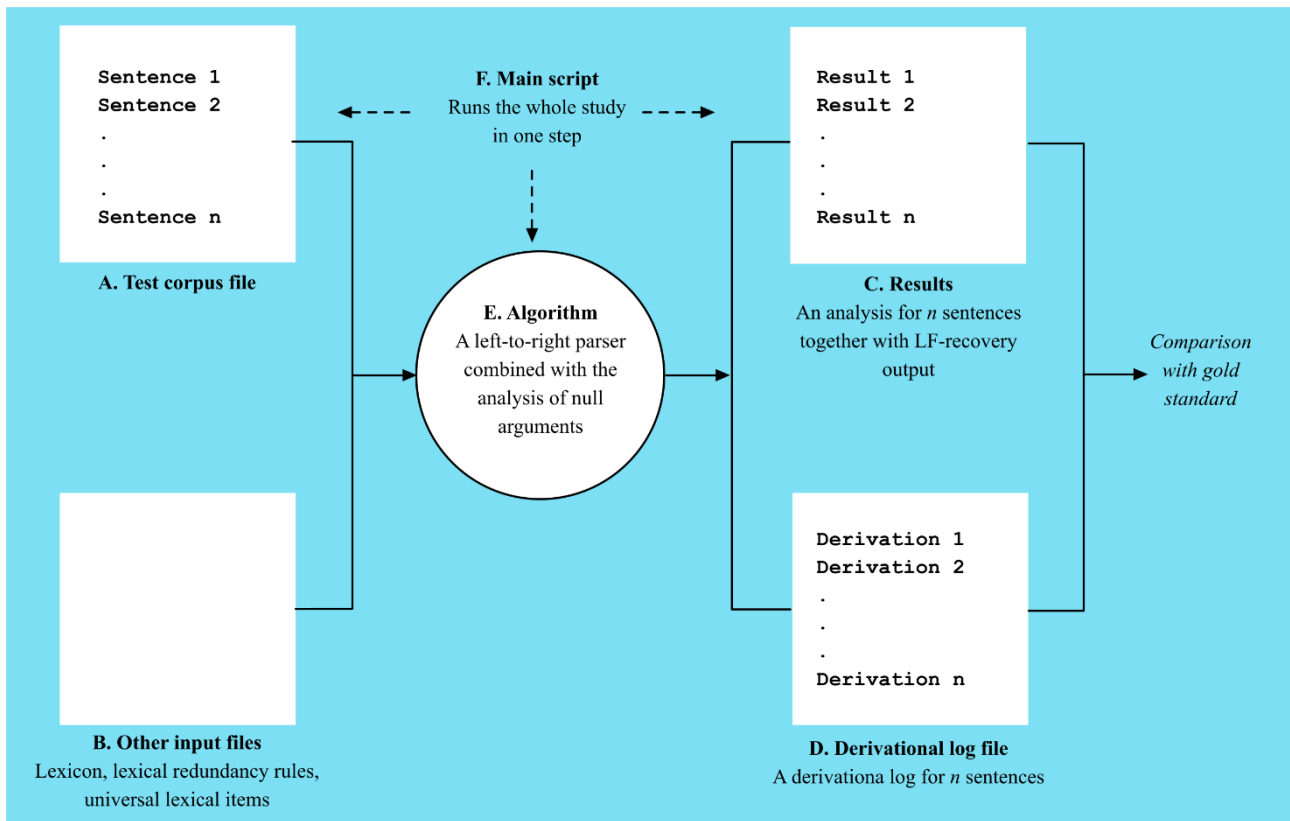 Sentence 1
Sentence 2
.
.
.
Sentence n
A. Test corpus file
F. Main script
Runs the whole study
in one step
Result 1
Result 2
.
.
.
Result n
C. Results
An analysis for n sentences
together with LF-recovery
output
E. Algorithm
A left-to-right parser
combined with the
analysis of null
arguments
Comparison
with gold
standard
B. Other input files
Lexicon, lexical redundancy rules,
universal lexical items
Derivation 1
Derivation 2
.
.
.
Derivation n
D. Derivational log file
A derivationa log for n sentences